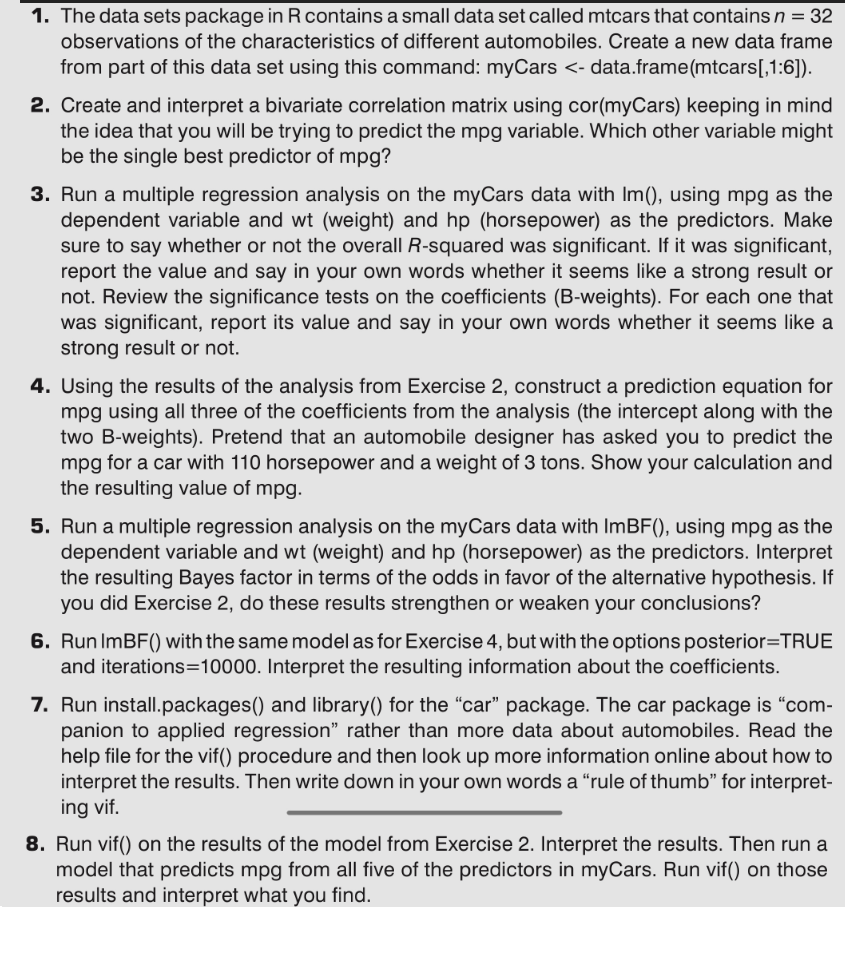 1. The data sets package in R contains a small data set called mtcars that contains n = 32
observations of the characteristics of different automobiles. Create a new data frame
from part of this data set using this command: myCars <- data.frame(mtcars[,1:6]).
2. Create and interpret a bivariate correlation matrix using cor(myCars) keeping in mind
the idea that you will be trying to predict the mpg variable. Which other variable might
be the single best predictor of mpg?
3. Run a multiple regression analysis on the myCars data with lm(), using mpg as the
dependent variable and wt (weight) and hp (horsepower) as the predictors. Make
sure to say whether or not the overall R-squared was significant. If it was significant,
report the value and say in your own words whether it seems like a strong result or
not. Review the significance tests on the coefficients (B-weights). For each one that
was significant, report its value and say in your own words whether it seems like a
strong result or not.
4. Using the results of the analysis from Exercise 2, construct a prediction equation for
mpg using all three of the coefficients from the analysis (the intercept along with the
two B-weights). Pretend that an automobile designer has asked you to predict the
mpg for a car with 110 horsepower and a weight of 3 tons. Show your calculation and
the resulting value of mpg.
5. Run a multiple regression analysis on the myCars data with lmBF(), using mpg as the
dependent variable and wt (weight) and hp (horsepower) as the predictors. Interpret
the resulting Bayes factor in terms of the odds in favor of the alternative hypothesis. If
you did Exercise 2, do these results strengthen or weaken your conclusions?
6. Run lmBF() with the same model as for Exercise 4, but with the options posterior=TRUE
and iterations=10000. Interpret the resulting information about the coefficients.
7. Run install.packages() and library() for the “car” package. The car package is “com-
panion to applied regression” rather than more data about automobiles. Read the
help file for the vif() procedure and then look up more information online about how to
interpret the results. Then write down in your own words a “rule of thumb” for interpret-
ing vif.
8. Run vif() on the results of the model from Exercise 2. Interpret the results. Then run a
model that predicts mpg from all five of the predictors in myCars. Run vif() on those
results and interpret what you find.